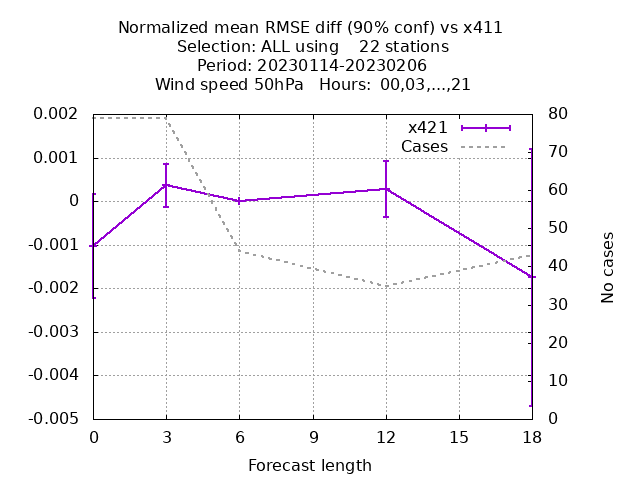 Normalized mean RMSE diff (90% conf) vs x411
Selection: ALL using    22 stations
Period: 20230114-20230206
Wind speed 50hPa   Hours:  00,03,...,21
x421
Cases
0.002
0.001
0
-0.001
-0.002
-0.003
-0.004
-0.005
80
70
60
50
40
30
20
10
0
No cases
0 3 6 9 12 15 18
Forecast length